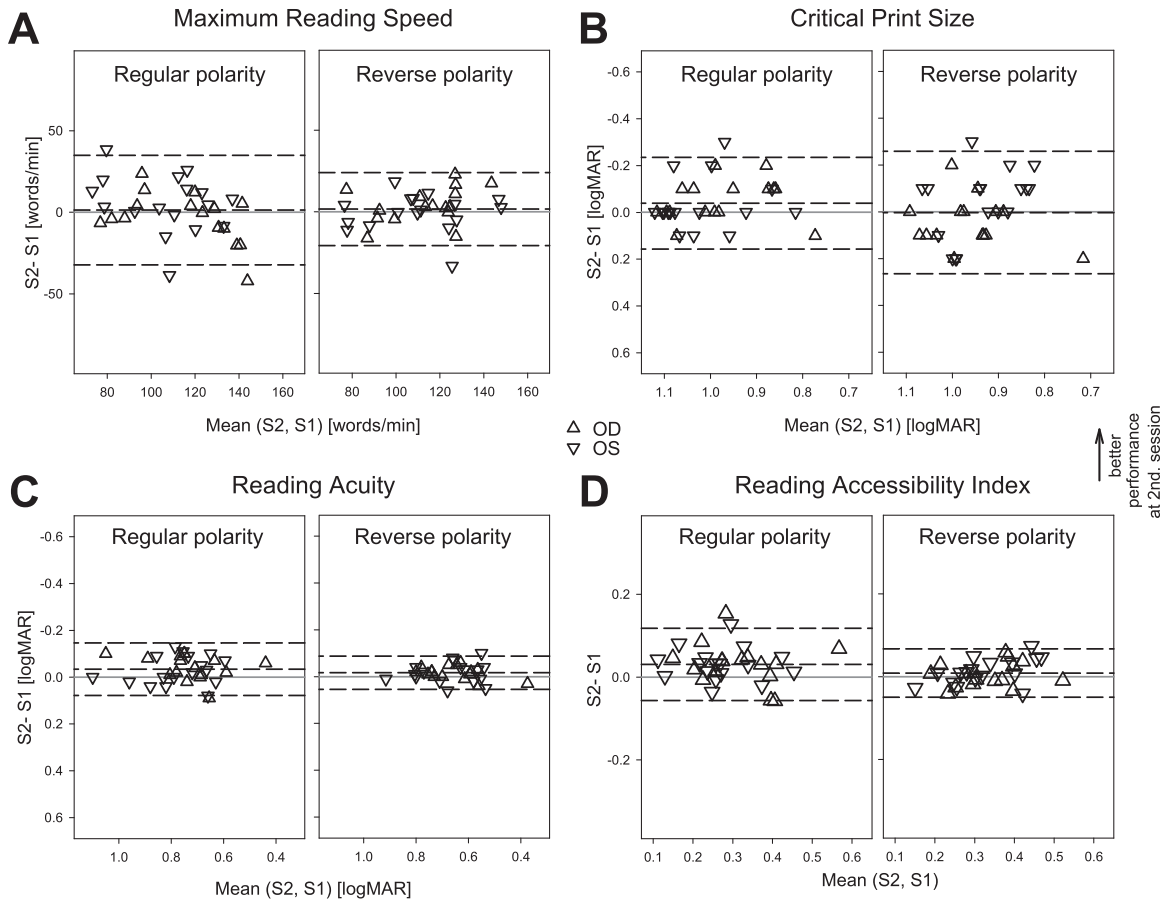 A
Maximum Reading Speed
Regular polarity
Reverse polarity
S2- S1 [words/min]
50
0
-50
80 100 120 140 160
80 100 120 140 160
Mean (S2, S1) [words/min]
B
Critical Print Size
Regular polarity
Reverse polarity
S2- S1 [logMAR]
-0.6
-0.4
-0.2
0.0
0.2
0.4
0.6
1.1 1.0 0.9 0.8 0.7
1.1 1.0 0.9 0.8 0.7
Mean (S2, S1) [logMAR]
OD
OS
better
performance
at 2nd. session
C
Reading Acuity
Regular polarity
Reverse polarity
S2- S1 [logMAR]
-0.6
-0.4
-0.2
0.0
0.2
0.4
0.6
1.0 0.8 0.6 0.4
1.0 0.8 0.6 0.4
Mean (S2, S1) [logMAR]
D
Reading Accessibility Index
Regular polarity
Reverse polarity
S2- S1
0.2
0.0
-0.2
0.1 0.2 0.3 0.4 0.5 0.6
0.1 0.2 0.3 0.4 0.5 0.6
Mean (S2, S1)